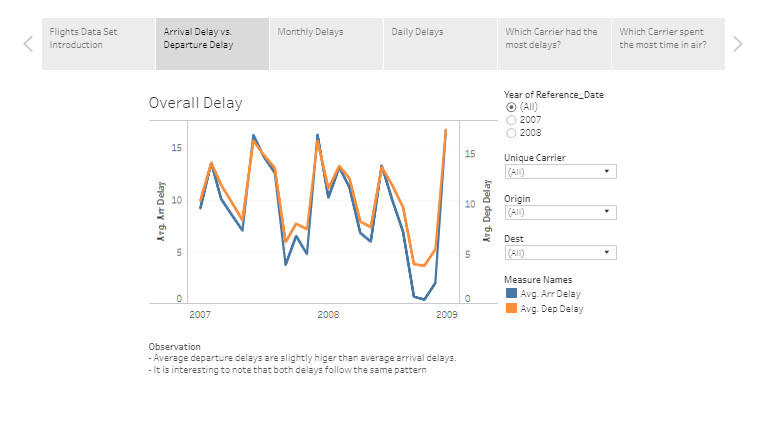 Flights Data Set
Introduction
Arrival Delay vs.
Departure Delay
Monthly Delays
Daily Delays
Which Carrier had the
most delays?
Which Carrier spent
the most time in air?
Overall Delay
15
10
5
0
Avg. Arr Delay
15
10
5
0
Avg. Dep Delay
2007
2008
2009
Year of Reference_Date
(All)
2007
2008
Unique Carrier
(All)
Origin
(All)
Dest
(All)
Measure Names
Avg. Arr Delay
Avg. Dep Delay
Observation
- Average departure delays are slightly higer than average arrival delays.
- It is interesting to note that both delays follow the same pattern